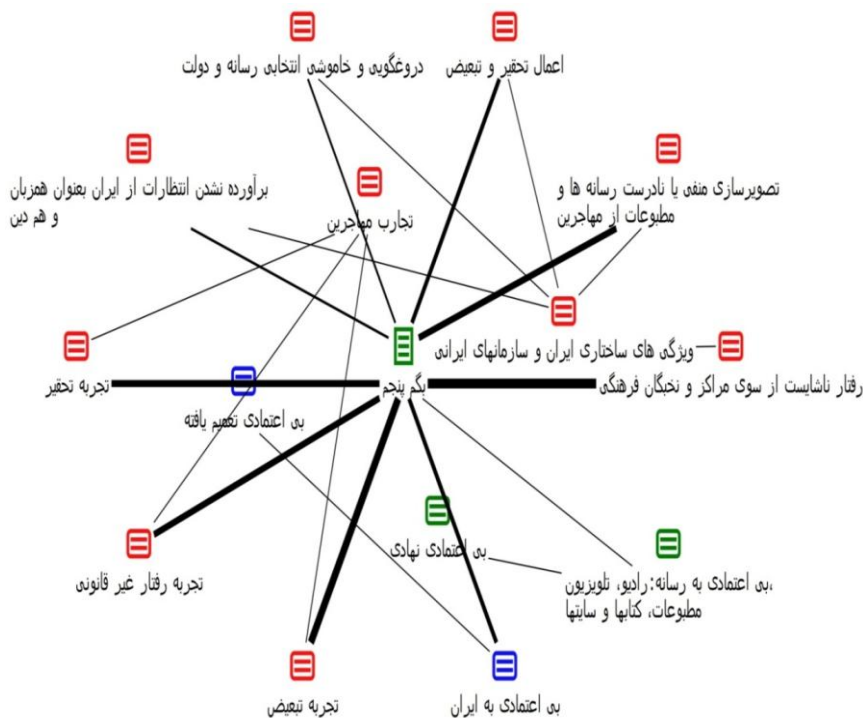 دروغگویی و خاموشی انتخابی رسانه و دولت
اعمال تحقیر و تبعیض
برآورده نشدن انتظارات از ایران بعنوان همزبان
و هم دین
تجارب مهاجرین
تصویرسازی منفی یا نادرست رسانه ها و
مطبوعات از مهاجرین
ویژگی های ساختاری ایران و سازمانهای ایرانی
تجربه تحقیر
بگم پنجم
رفتار ناشایست از سوی مراکز و نخبگان فرهنگی
بی اعتمادی تعمیم یافته
بی اعتمادی نهادی
تجربه رفتار غیر قانونی
بی اعتمادی به رسانه: رادیو، تلویزیون،
مطبوعات، کتابها و سایتها
تجربه تبعیض
بی اعتمادی به ایران